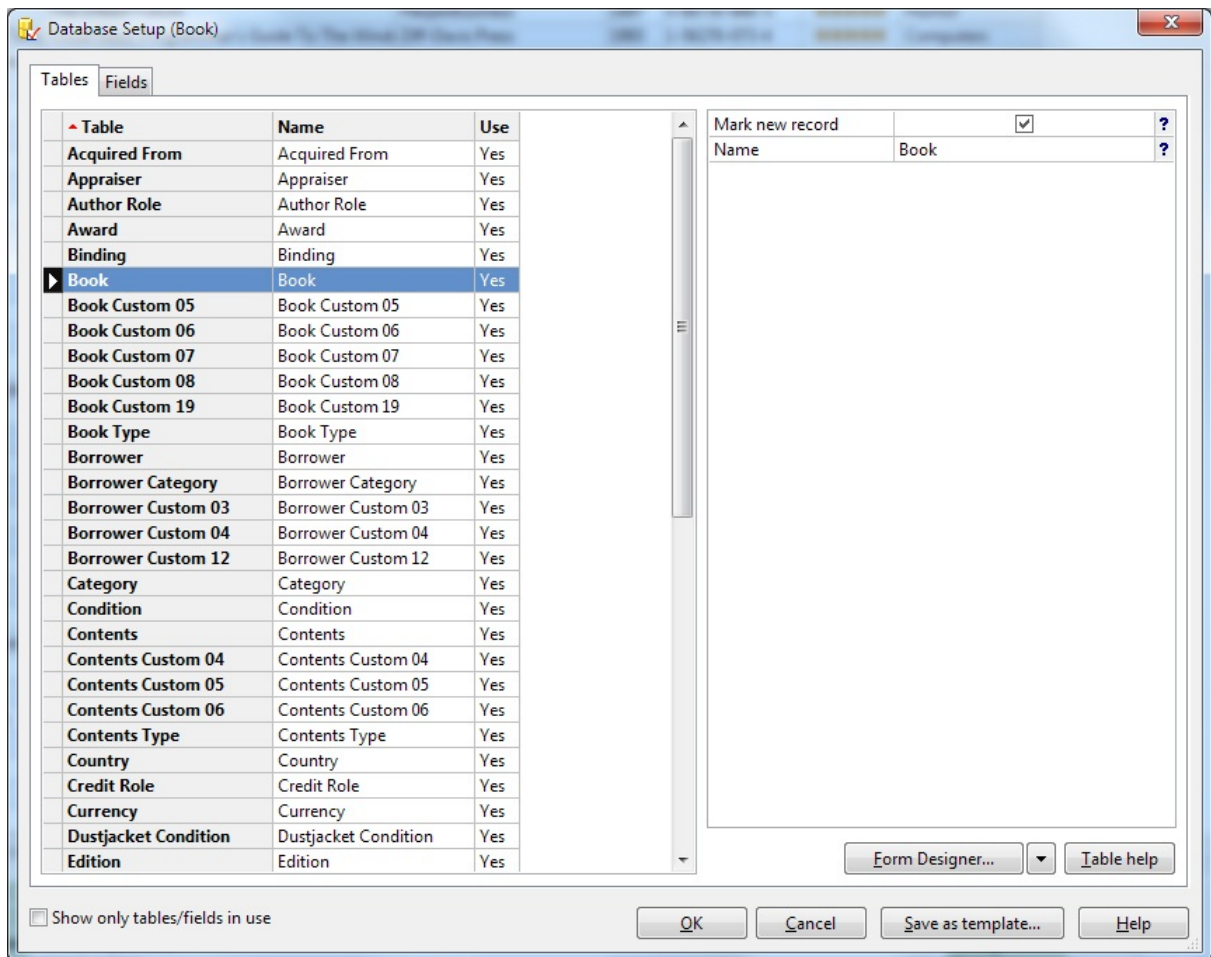 Database Setup (Book)
Tables Fields
Table Name Use
Acquired From Acquired From Yes
Appraiser Appraiser Yes
Author Role Author Role Yes
Award Award Yes
Binding Binding Yes
Book Book Yes
Book Custom 05 Book Custom 05 Yes
Book Custom 06 Book Custom 06 Yes
Book Custom 07 Book Custom 07 Yes
Book Custom 08 Book Custom 08 Yes
Book Custom 19 Book Custom 19 Yes
Book Type Book Type Yes
Borrower Borrower Yes
Borrower Category Borrower Category Yes
Borrower Custom 03 Borrower Custom 03 Yes
Borrower Custom 04 Borrower Custom 04 Yes
Borrower Custom 12 Borrower Custom 12 Yes
Category Category Yes
Condition Condition Yes
Contents Contents Yes
Contents Custom 04 Contents Custom 04 Yes
Contents Custom 05 Contents Custom 05 Yes
Contents Custom 06 Contents Custom 06 Yes
Contents Type Contents Type Yes
Country Country Yes
Credit Role Credit Role Yes
Currency Currency Yes
Dustjacket Condition Dustjacket Condition Yes
Edition Edition Yes
Mark new record ?
Name Book ?
Form Designer... Table help
Show only tables/fields in use
OK Cancel Save as template... Help